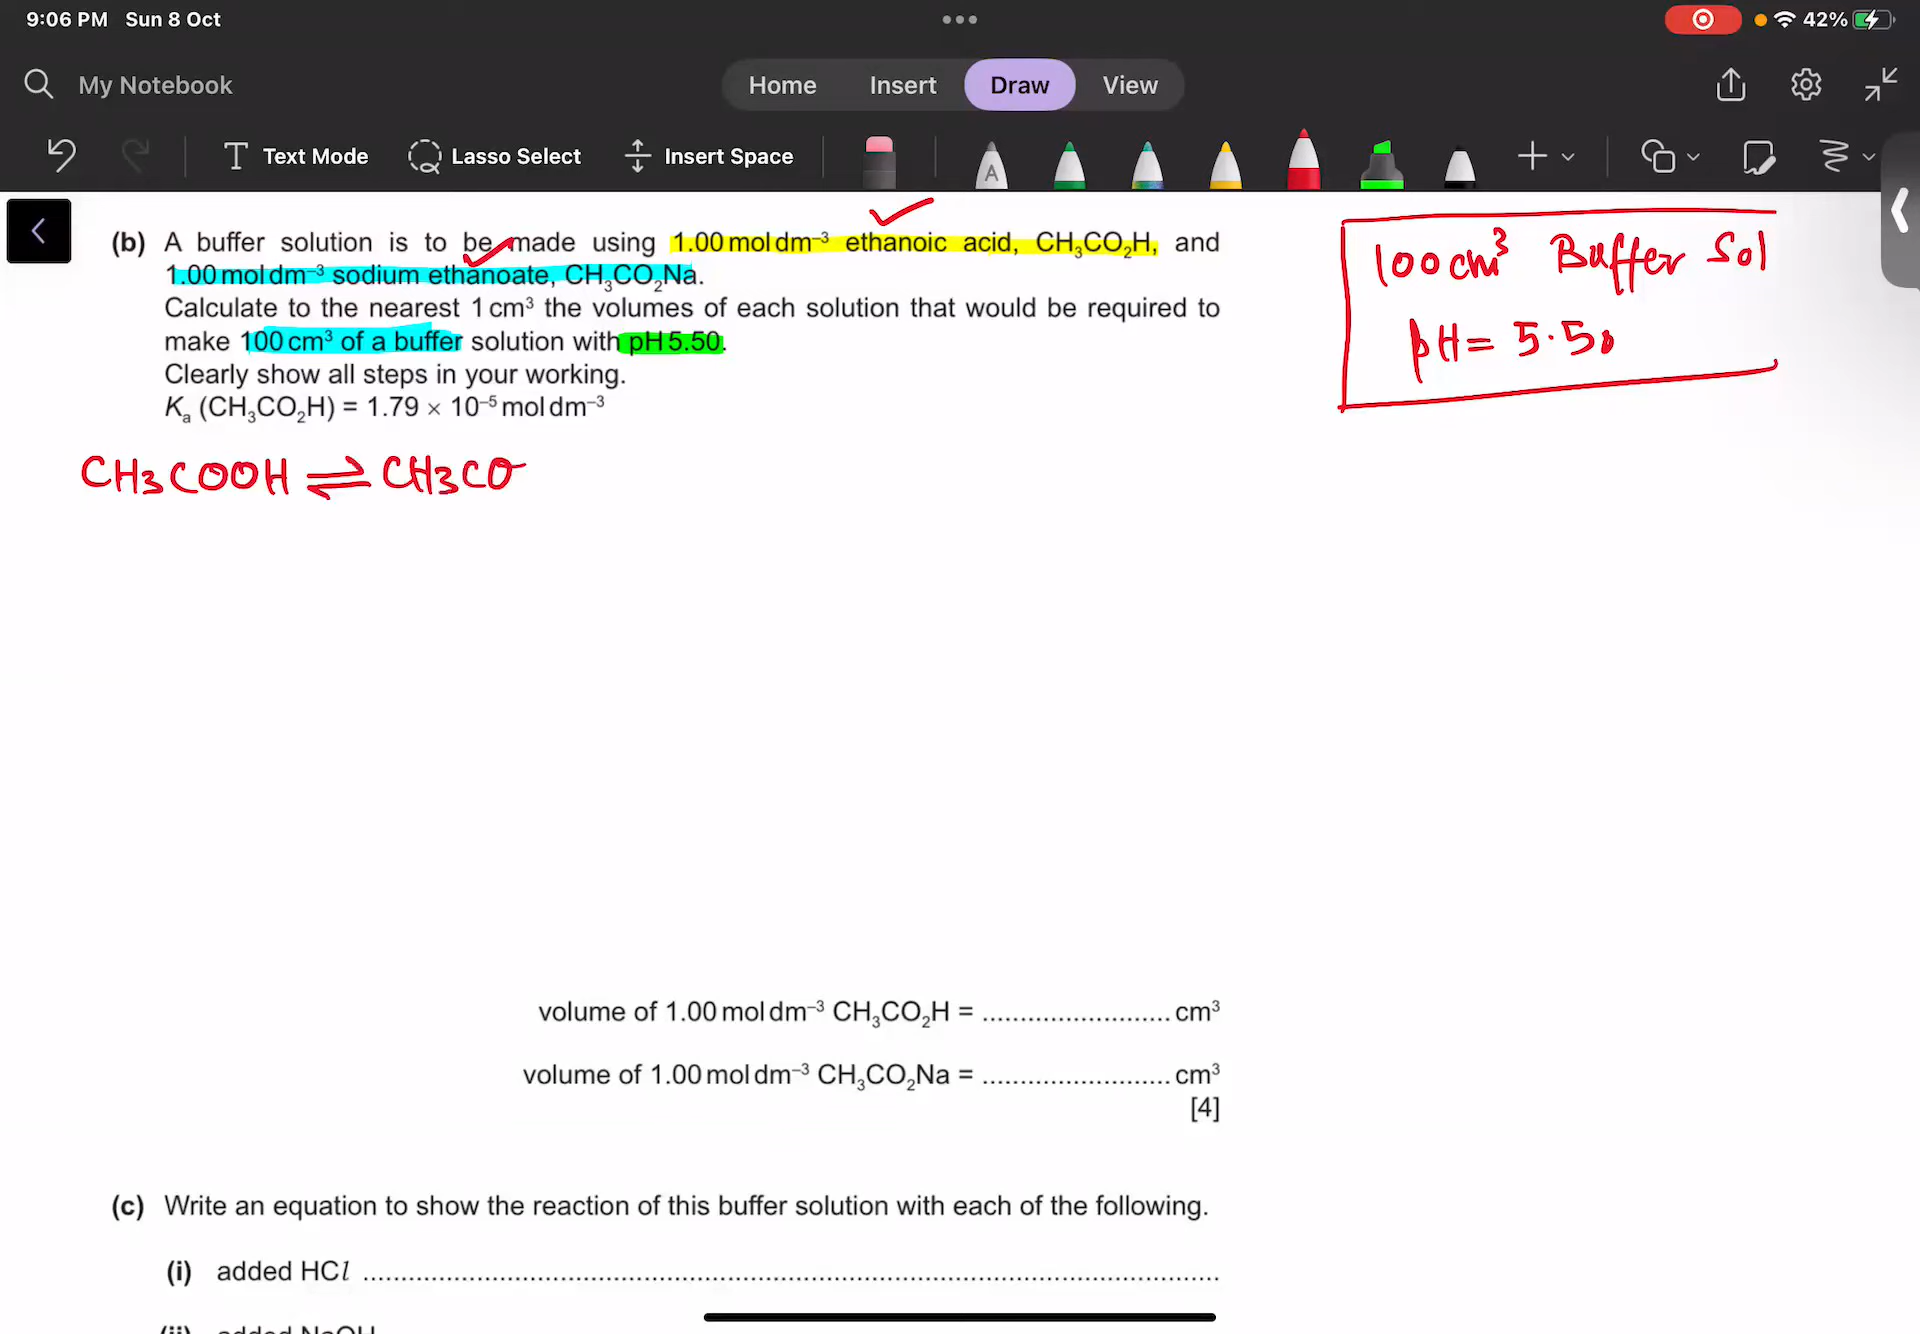 9:06 PM Sun 8 Oct
42%
My Notebook
Home Insert Draw View
Text Mode Lasso Select Insert Space
A
(b) A buffer solution is to be made using 1.00 mol dm⁻³ ethanoic acid, CH₃CO₂H, and
1.00 mol dm⁻³ sodium ethanoate, CH₃CO₂Na.
Calculate to the nearest 1 cm³ the volumes of each solution that would be required to
make 100 cm³ of a buffer solution with pH 5.50.
Clearly show all steps in your working.
Kₐ (CH₃CO₂H) = 1.79 × 10⁻⁵ mol dm⁻³
100 cm³ Buffer Sol
pH = 5.50
CH₃COOH ⇌ CH₃CO
volume of 1.00 mol dm⁻³ CH₃CO₂H = ......................... cm³
volume of 1.00 mol dm⁻³ CH₃CO₂Na = ......................... cm³
[4]
(c) Write an equation to show the reaction of this buffer solution with each of the following.
(i) added HCl ..................................................................................................................
(ii) added NaOH